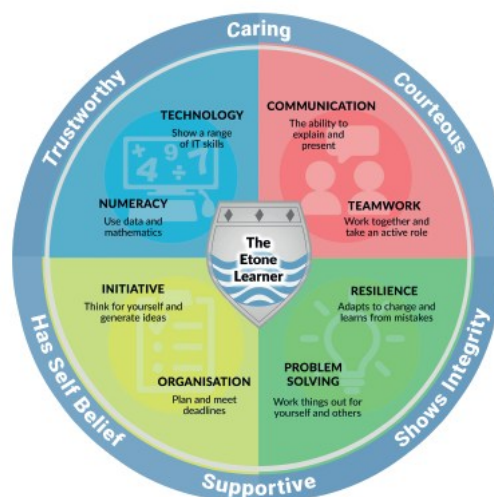 Caring
Trustworthy
Courteous
TECHNOLOGY
Show a range
of IT skills
COMMUNICATION
The ability to
explain and
present
+4 9 ÷ 7
NUMERACY
Use data and
mathematics
TEAMWORK
Work together and
take an active role
The
Etone
Learner
INITIATIVE
Think for yourself and
generate ideas
RESILIENCE
Adapts to change and
learns from mistakes
ORGANISATION
Plan and meet
deadlines
PROBLEM
SOLVING
Work things out for
yourself and others
Has Self Belief
Shows Integrity
Supportive